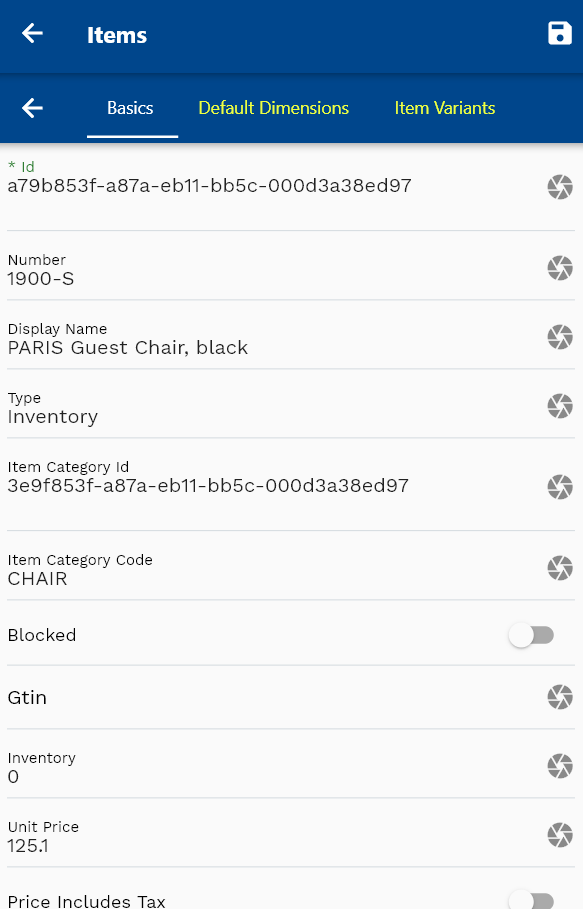 Items
Basics Default Dimensions Item Variants
* Id
a79b853f-a87a-eb11-bb5c-000d3a38ed97
Number
1900-S
Display Name
PARIS Guest Chair, black
Type
Inventory
Item Category Id
3e9f853f-a87a-eb11-bb5c-000d3a38ed97
Item Category Code
CHAIR
Blocked
Gtin
Inventory
0
Unit Price
125.1
Price Includes Tax